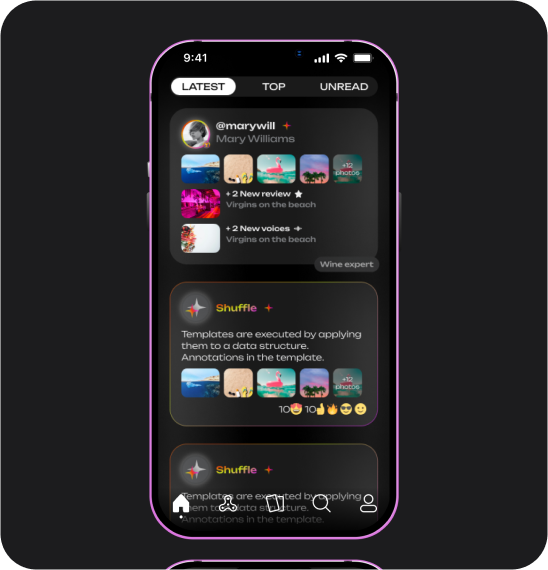 9:41
LATEST TOP UNREAD
@marywill
Mary Williams
+12
photos
+ 2 New review
Virgins on the beach
+ 2 New voices
Virgins on the beach
Wine expert
Shuffle
Templates are executed by applying
them to a data structure.
Annotations in the template.
+12
photos
10 10
Shuffle
Templates are executed by applying
them to a data structure.
Annotations in the template.